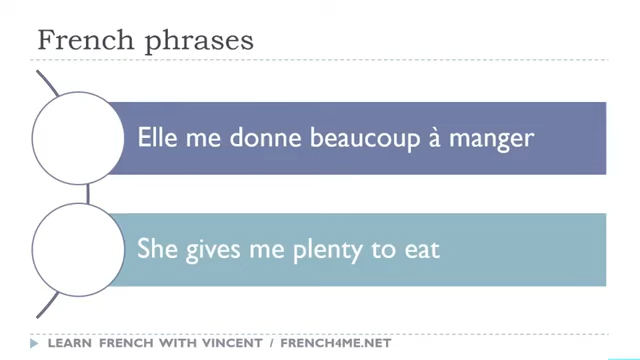 French phrases
Elle me donne beaucoup à manger
She gives me plenty to eat
LEARN FRENCH WITH VINCENT / FRENCH4ME.NET